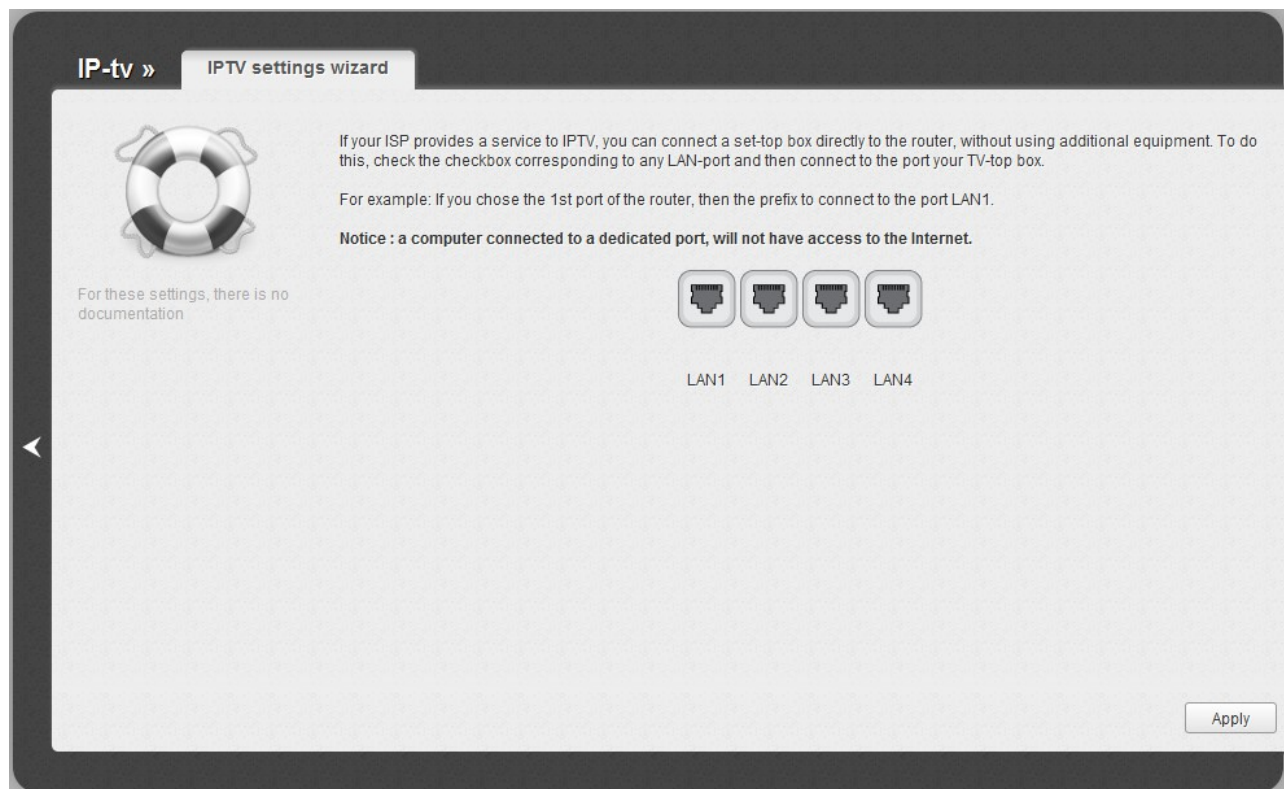 IP-tv »
IPTV settings wizard
If your ISP provides a service to IPTV, you can connect a set-top box directly to the router, without using additional equipment. To do
this, check the checkbox corresponding to any LAN-port and then connect to the port your TV-top box.
For example: If you chose the 1st port of the router, then the prefix to connect to the port LAN1.
Notice : a computer connected to a dedicated port, will not have access to the Internet.
For these settings, there is no
documentation
LAN1 LAN2 LAN3 LAN4
Apply